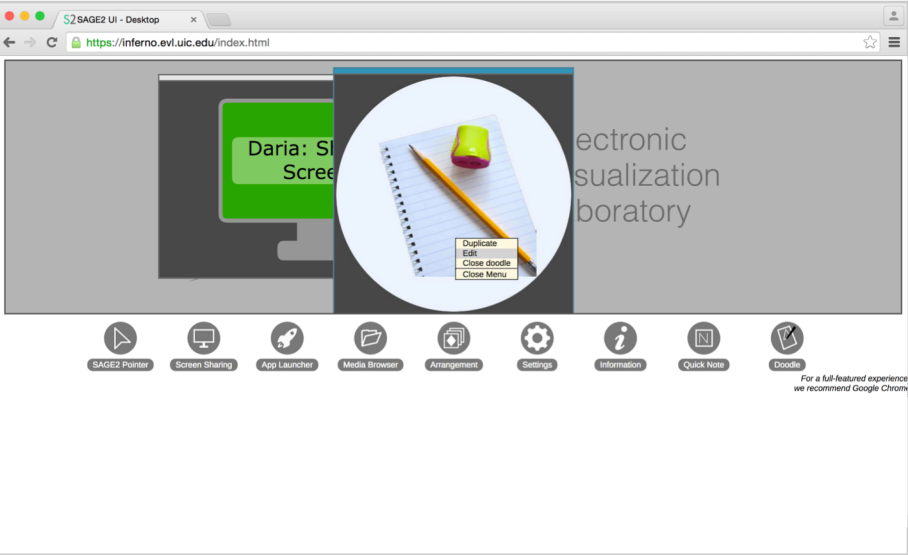 S2 SAGE2 UI - Desktop
https://inferno.evl.uic.edu/index.html
Daria:
ectronic
sualization
boratory
Duplicate
Edit
Close doodle
Close Menu
SAGE2 Pointer
Screen Sharing
App Launcher
Media Browser
Arrangement
Settings
Information
N
Quick Note
Doodle
For a full-featured experience
we recommend Google Chrome